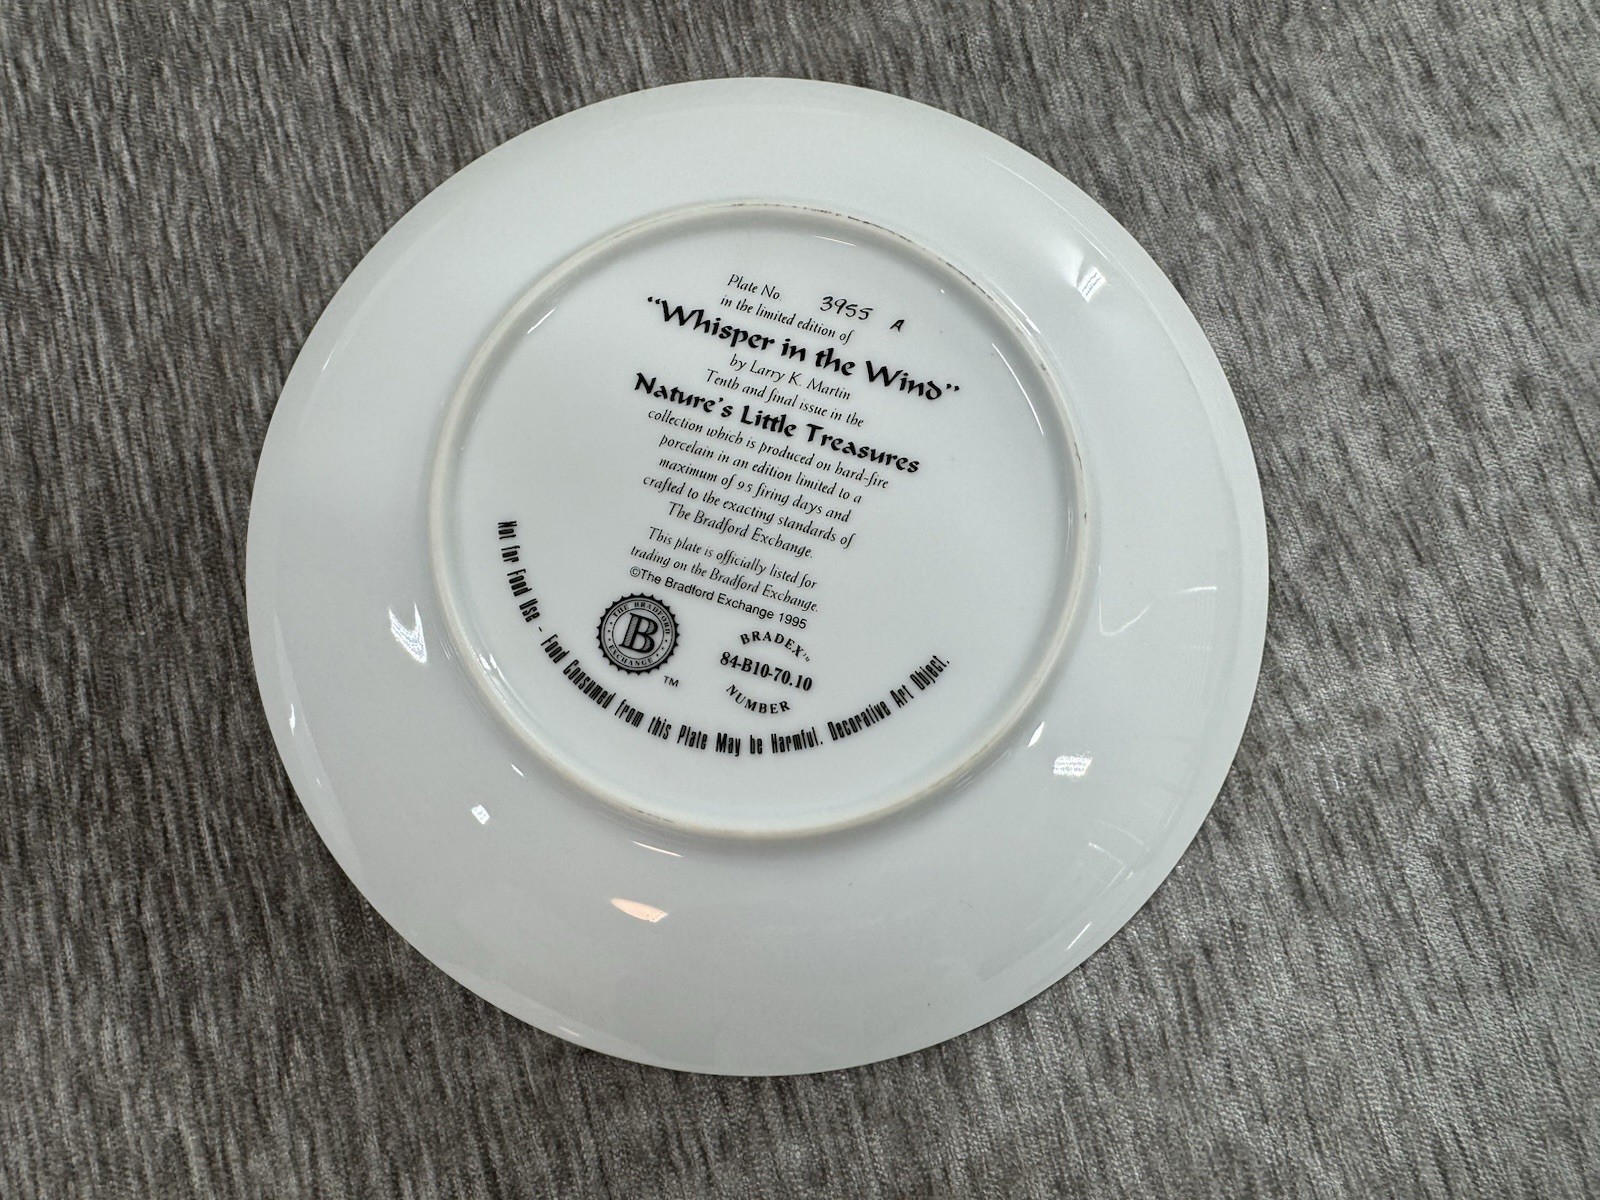 Plate No. 3955 A
in the limited edition of
“Whisper in the Wind”
by Larry K. Martin
Tenth and final issue in the
Nature’s Little Treasures
collection which is produced on hard-fire
porcelain in an edition limited to a
maximum of 95 firing days and
crafted to the exacting standards of
The Bradford Exchange.
This plate is officially listed for
trading on the Bradford Exchange.
©The Bradford Exchange 1995
THE BRADFORD
B
EXCHANGE
TM
BRADEX™
84-B10-70.10
NUMBER
Not for Food Use - Food Consumed from this Plate May be Harmful. Decorative Art Object.